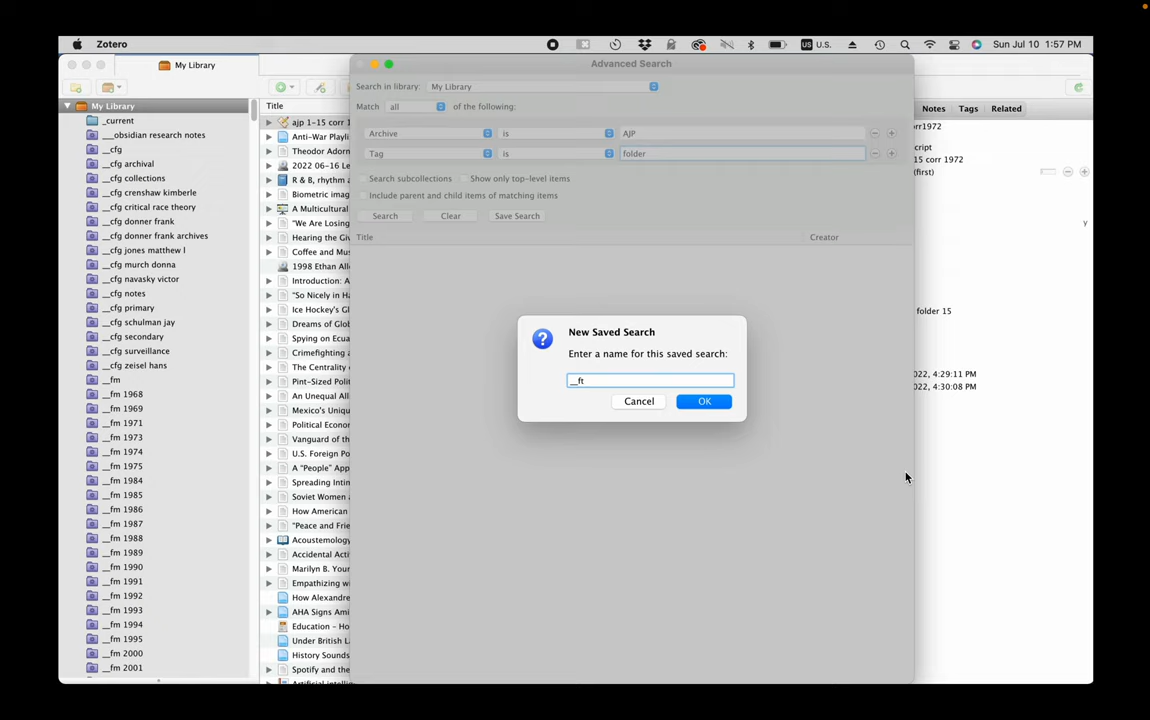 Zotero
U.S.
Sun Jul 10 1:57 PM
My Library
Advanced Search
Search in library: My Library
Match all of the following:
Archive is AJP
Tag is folder
Search subcollections Show only top-level items
Include parent and child items of matching items
Search Clear Save Search
Title Creator
New Saved Search
Enter a name for this saved search:
__ft
Cancel OK
My Library
_current
__obsidian research notes
__cfg
__cfg archival
__cfg collections
__cfg crenshaw kimberle
__cfg critical race theory
__cfg donner frank
__cfg donner frank archives
__cfg jones matthew l
__cfg murch donna
__cfg navasky victor
__cfg notes
__cfg primary
__cfg schulman jay
__cfg secondary
__cfg surveillance
__cfg zeisel hans
__fm
__fm 1968
__fm 1969
__fm 1971
__fm 1973
__fm 1974
__fm 1975
__fm 1984
__fm 1985
__fm 1986
__fm 1987
__fm 1988
__fm 1989
__fm 1990
__fm 1991
__fm 1992
__fm 1993
__fm 1994
__fm 1995
__fm 2000
__fm 2001
Title
ajp 1-15 corr 1
Anti-War Playli
Theodor Adorn
2022 06-16 Le
R & B, rhythm a
Biometric imag
A Multicultural
"We Are Losing
Hearing the Giv
Coffee and Mus
1998 Ethan Alle
Introduction: A
"So Nicely in Ha
Ice Hockey's Gl
Dreams of Glob
Spying on Ecua
Crimefighting a
The Centrality o
Pint-Sized Polit
An Unequal All
Mexico's Uniqu
Political Econo
Vanguard of th
U.S. Foreign Po
A "People" App
Spreading Intim
Soviet Women a
How American
"Peace and Frie
Acoustemology
Accidental Acti
Marilyn B. Your
Empathizing wi
How Alexandre
AHA Signs Ami
Education - Ho
Under British L
History Sounds
Spotify and the
Notes Tags Related
rr1972
cript
15 corr 1972
(first)
y
folder 15
022, 4:29:11 PM
022, 4:30:08 PM